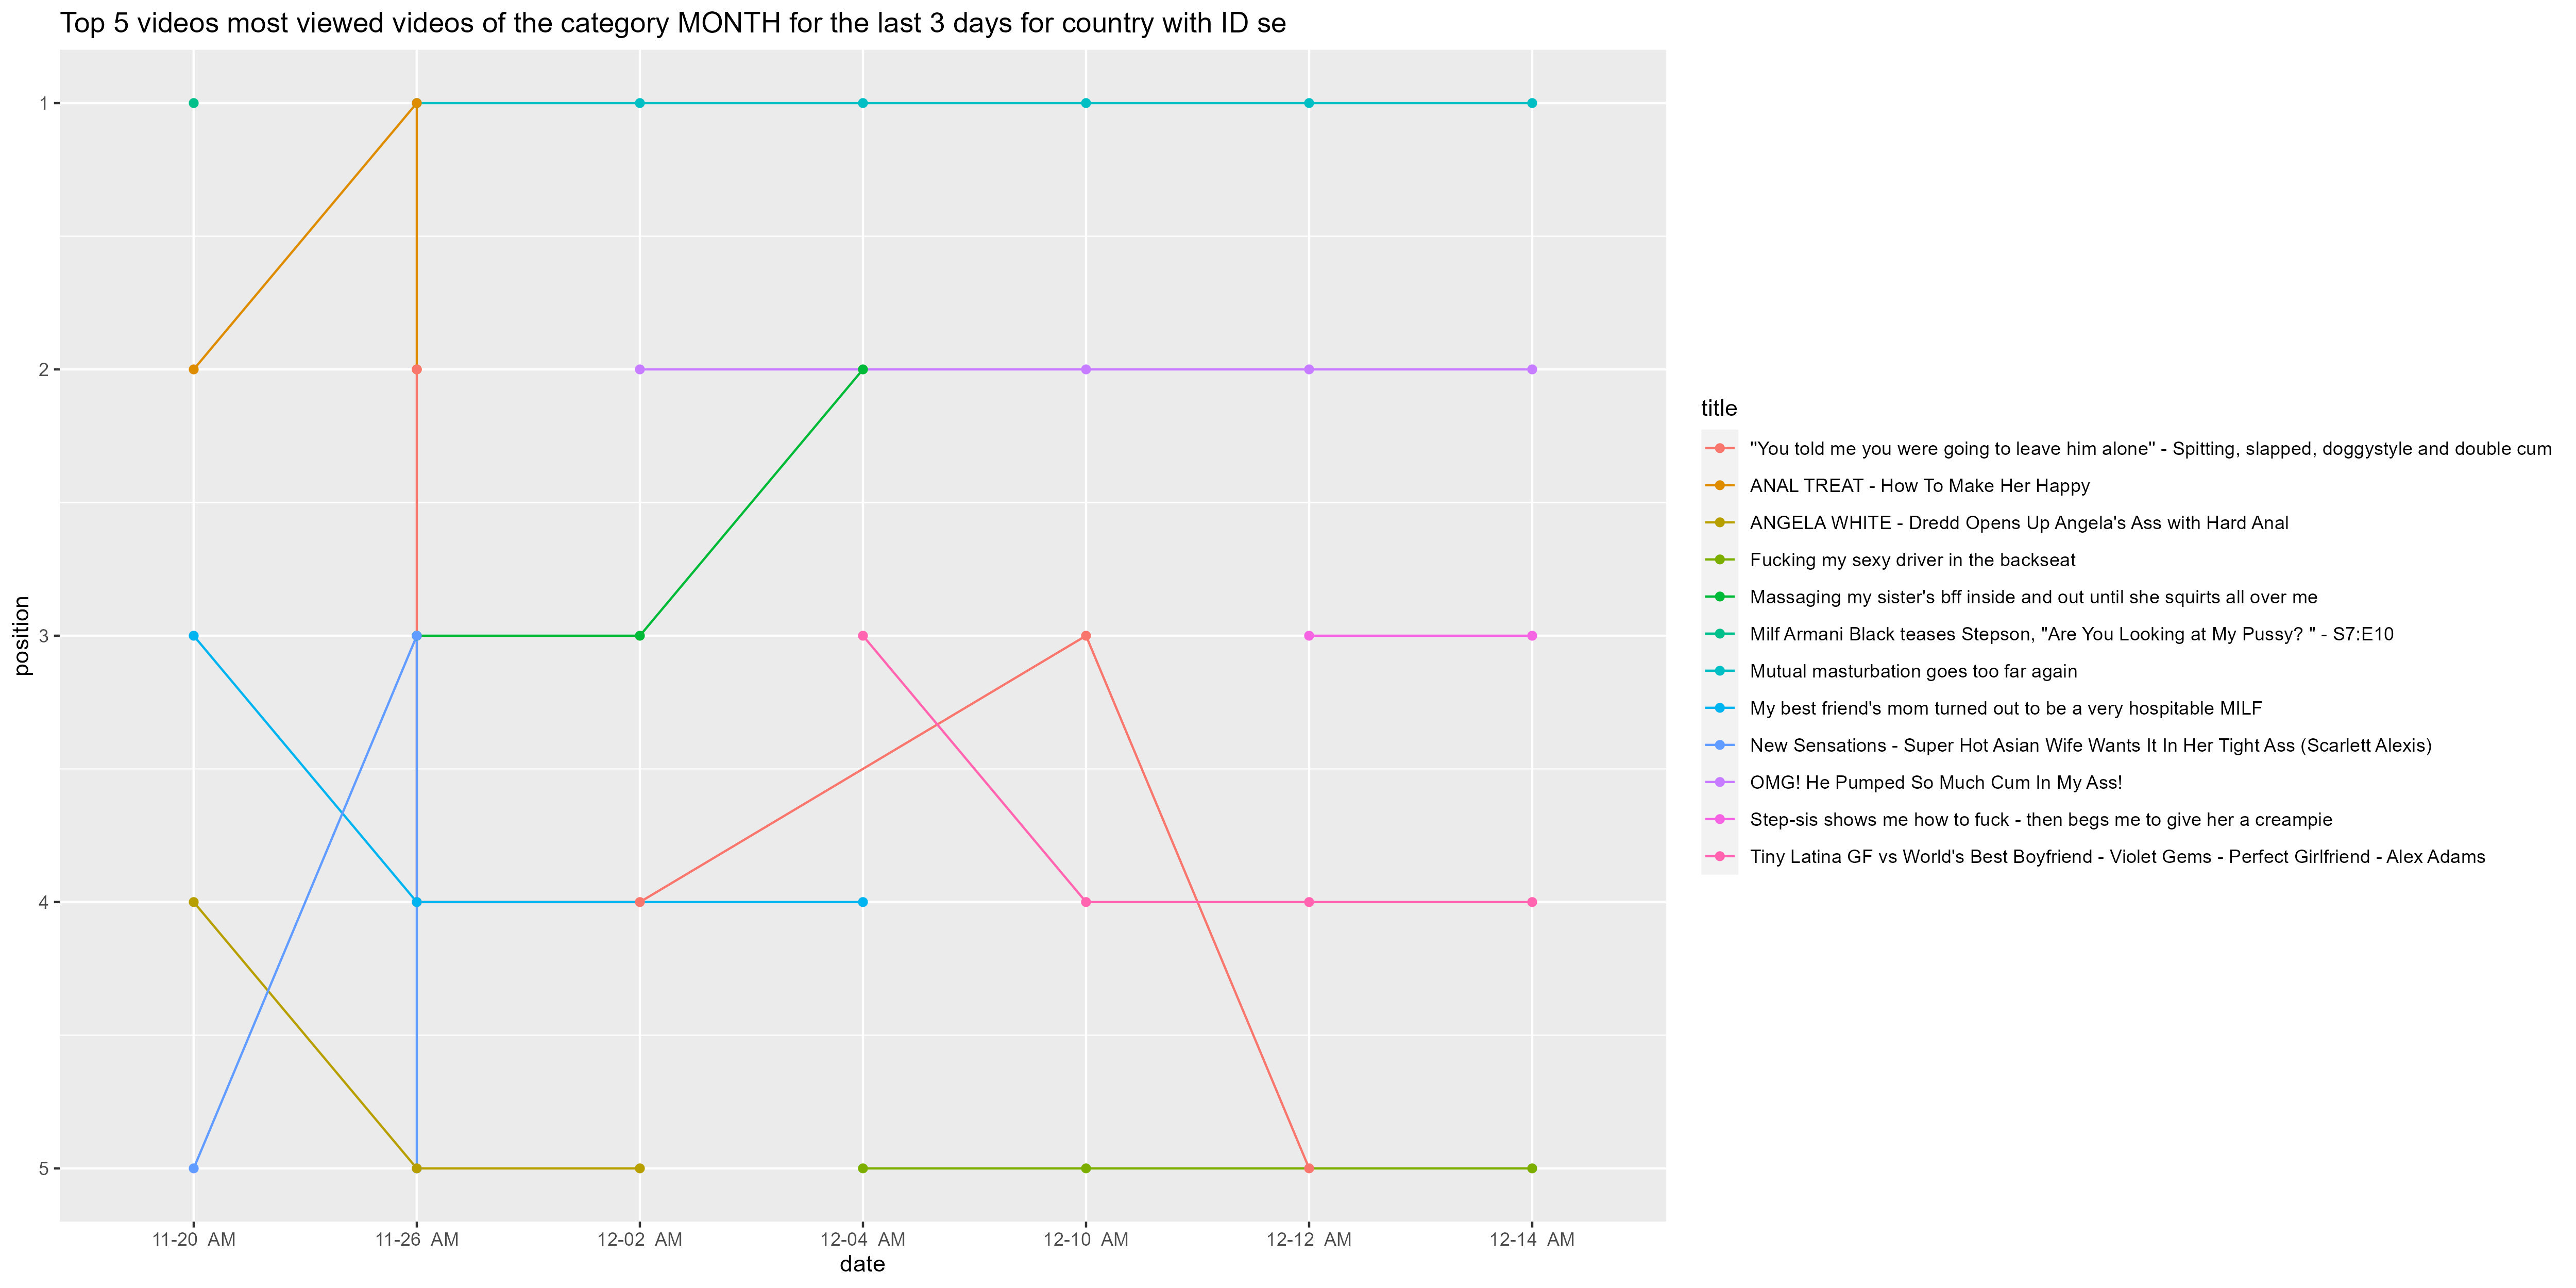 Top 5 videos most viewed videos of the category MONTH for the last 3 days for country with ID se
position
1
2
3
4
5
11-20  AM
11-26  AM
12-02  AM
12-04  AM
12-10  AM
12-12  AM
12-14  AM
date
title
"You told me you were going to leave him alone" - Spitting, slapped, doggystyle and double cum
ANAL TREAT - How To Make Her Happy
ANGELA WHITE - Dredd Opens Up Angela's Ass with Hard Anal
Fucking my sexy driver in the backseat
Massaging my sister's bff inside and out until she squirts all over me
Milf Armani Black teases Stepson, "Are You Looking at My Pussy? " - S7:E10
Mutual masturbation goes too far again
My best friend's mom turned out to be a very hospitable MILF
New Sensations - Super Hot Asian Wife Wants It In Her Tight Ass (Scarlett Alexis)
OMG! He Pumped So Much Cum In My Ass!
Step-sis shows me how to fuck - then begs me to give her a creampie
Tiny Latina GF vs World's Best Boyfriend - Violet Gems - Perfect Girlfriend - Alex Adams